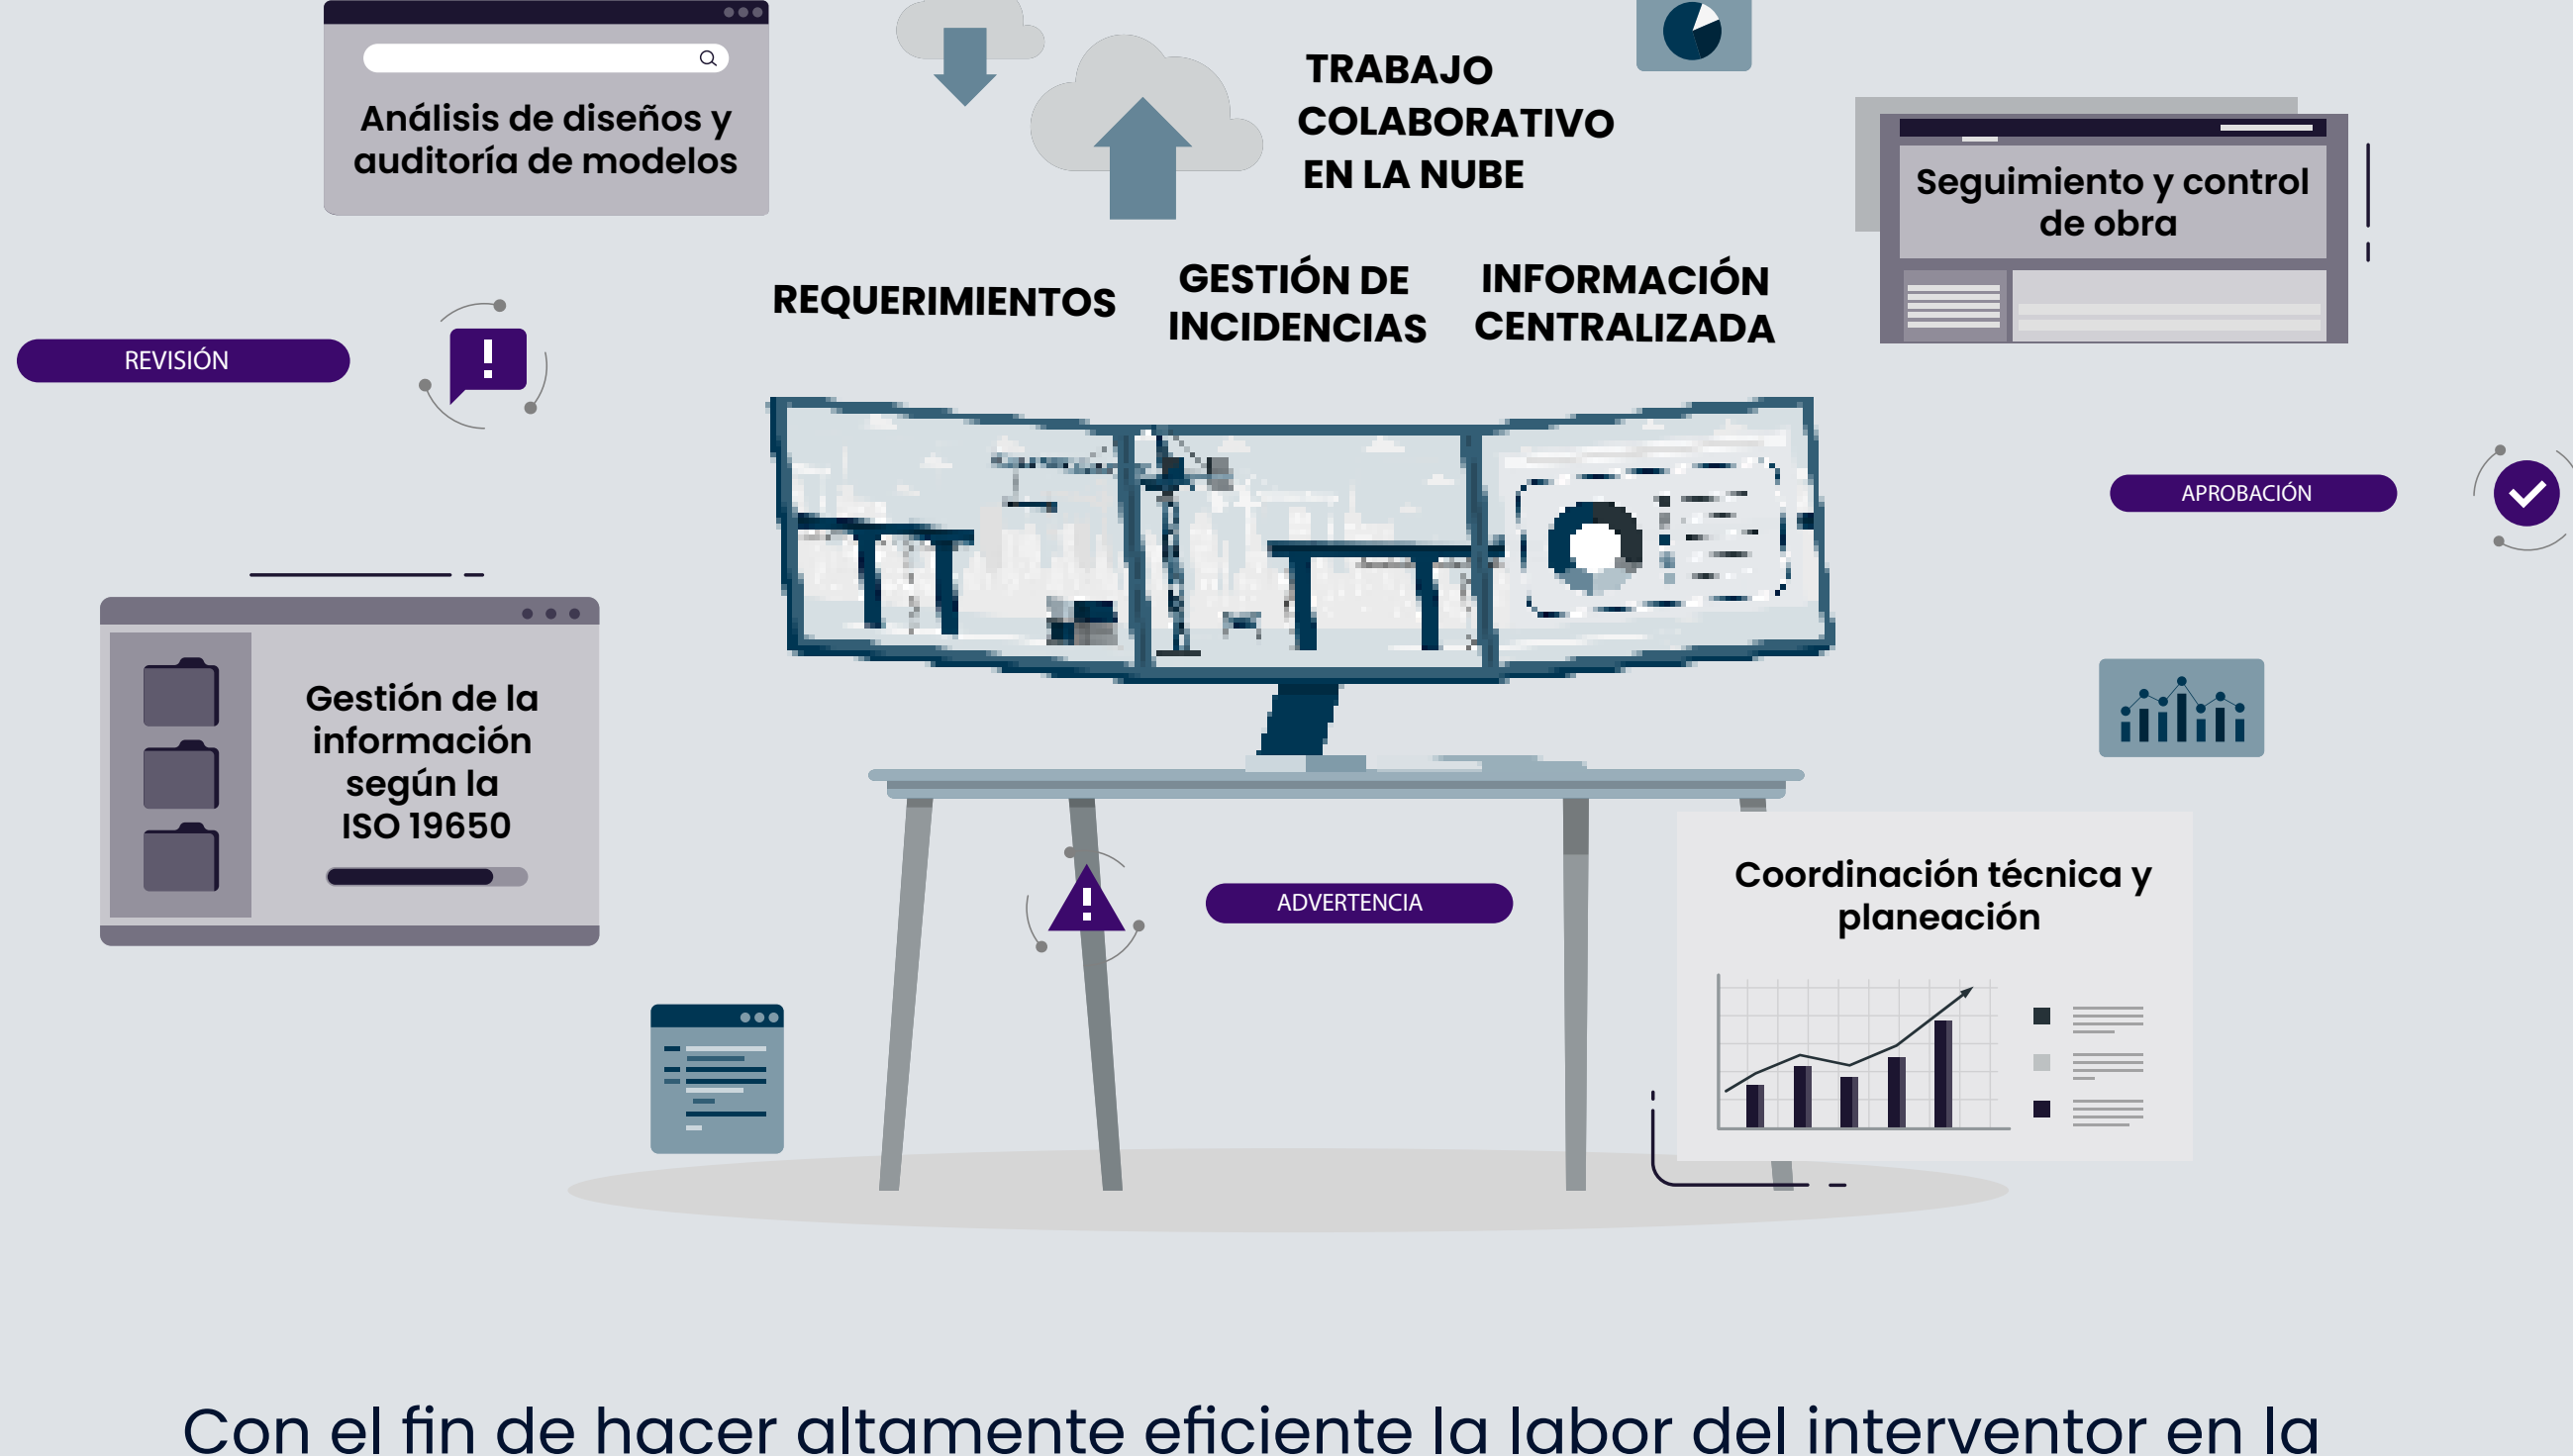 Análisis de diseños y
auditoría de modelos
TRABAJO
COLABORATIVO
EN LA NUBE
Seguimiento y control
de obra
REQUERIMIENTOS
GESTIÓN DE
INCIDENCIAS
INFORMACIÓN
CENTRALIZADA
REVISIÓN
APROBACIÓN
Gestión de la
información
según la
ISO 19650
ADVERTENCIA
Coordinación técnica y
planeación
Con el fin de hacer altamente eficiente la labor del interventor en la